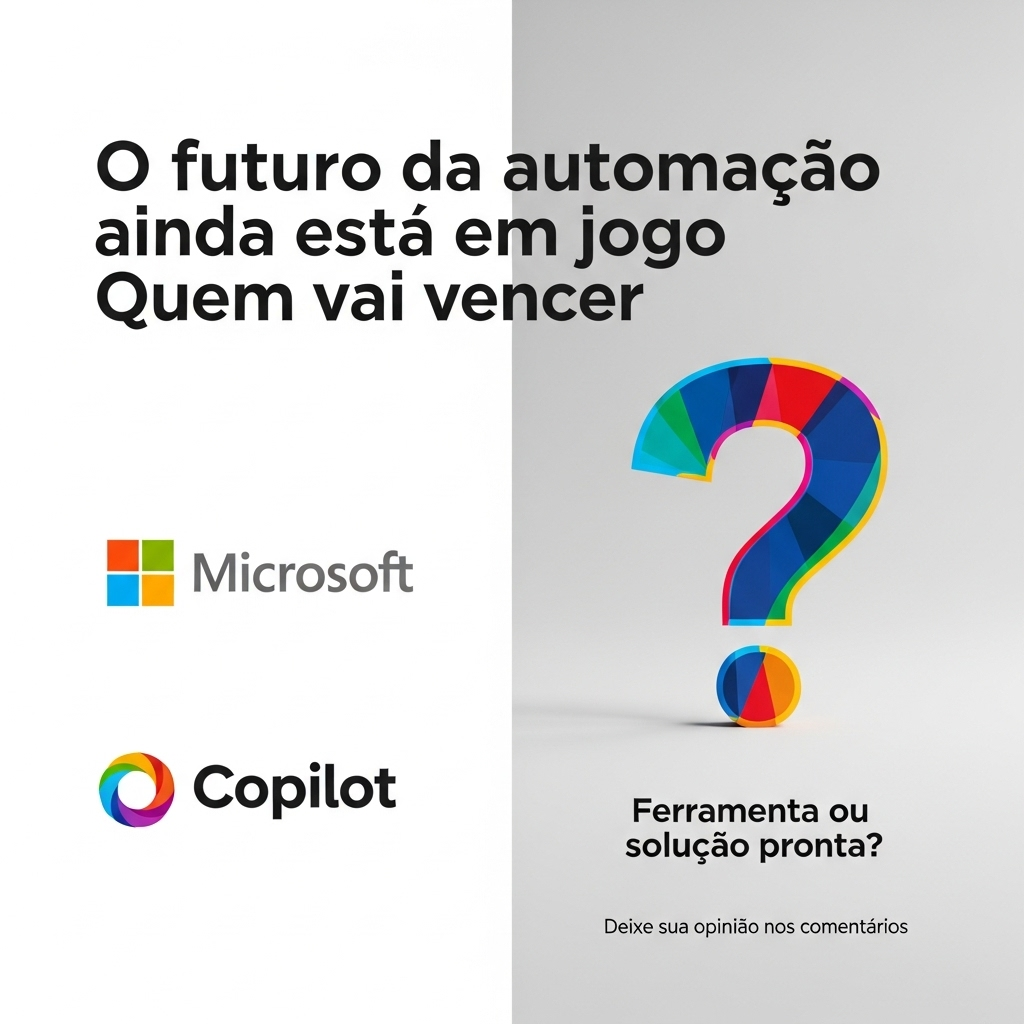 O futuro da automação
ainda está em jogo
Quem vai vencer
Microsoft
Copilot
Ferramenta ou
solução pronta?
Deixe sua opinião nos comentários